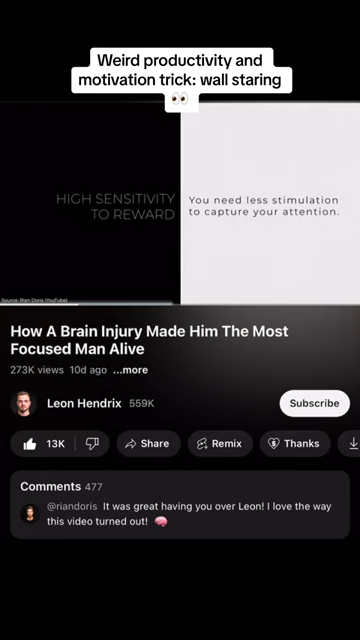 Weird productivity and
motivation trick: wall staring
👀
HIGH SENSITIVITY
TO REWARD
You need less stimulation
to capture your attention.
Source: Rian Doris (YouTube)
How A Brain Injury Made Him The Most
Focused Man Alive
273K views 10d ago ...more
Leon Hendrix 559K
Subscribe
13K
Share
Remix
Thanks
Comments 477
@riandoris It was great having you over Leon! I love the way
this video turned out! 🧠